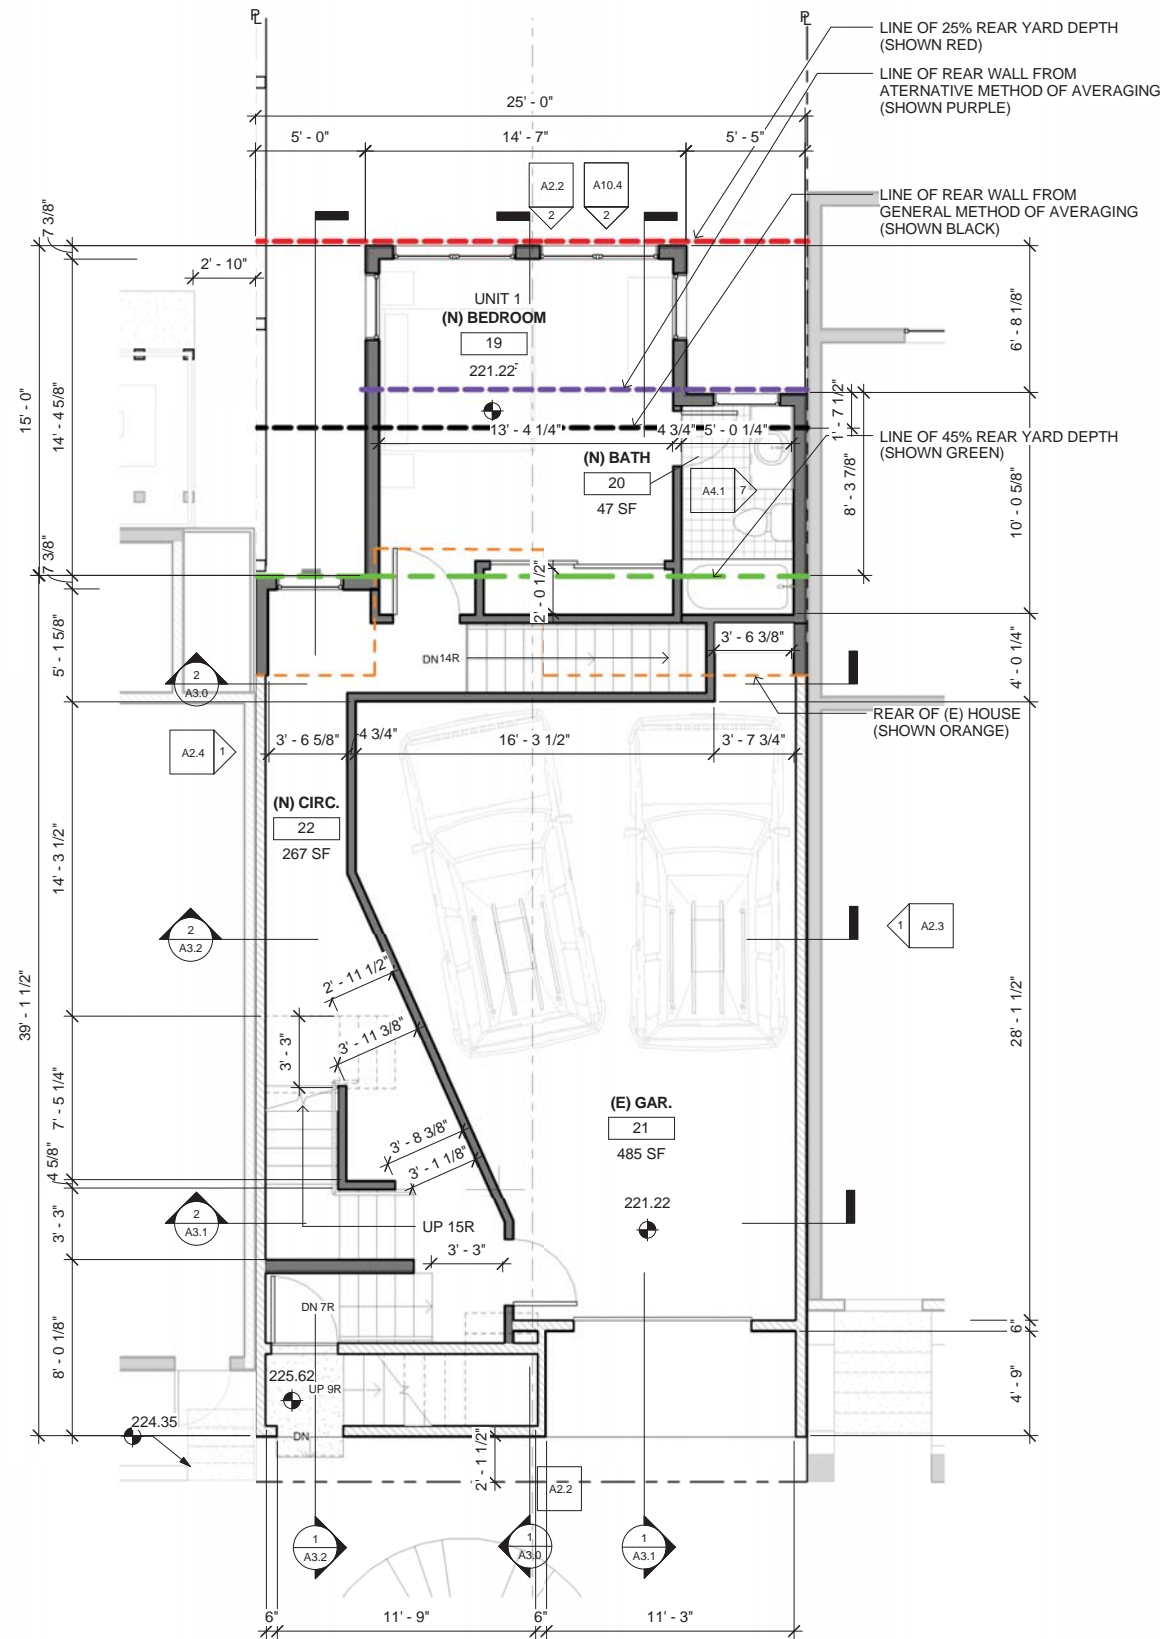 PL
PL
LINE OF 25% REAR YARD DEPTH
(SHOWN RED)
LINE OF REAR WALL FROM
ATERNATIVE METHOD OF AVERAGING
(SHOWN PURPLE)
25' - 0"
5' - 0"
14' - 7"
5' - 5"
A2.2
2
A10.4
2
LINE OF REAR WALL FROM
GENERAL METHOD OF AVERAGING
(SHOWN BLACK)
7 3/8"
2' - 10"
UNIT 1
(N) BEDROOM
19
221.22
6' - 8 1/8"
15' - 0"
14' - 4 5/8"
1' - 7 1/2"
13' - 4 1/4"
4 3/4"
5' - 0 1/4"
LINE OF 45% REAR YARD DEPTH
(SHOWN GREEN)
(N) BATH
20
47 SF
A4.1
7
8' - 3 7/8"
10' - 0 5/8"
7 3/8"
2' - 0 1/2"
5' - 1 5/8"
DN14R
3' - 6 3/8"
4' - 0 1/4"
2
A3.0
REAR OF (E) HOUSE
(SHOWN ORANGE)
A2.4
1
3' - 6 5/8"
4 3/4"
16' - 3 1/2"
3' - 7 3/4"
(N) CIRC.
22
267 SF
14' - 3 1/2"
2
A3.2
1
A2.3
39' - 1 1/2"
2' - 11 1/2"
3' - 11 3/8"
3' - 3"
28' - 1 1/2"
7' - 5 1/4"
(E) GAR.
21
485 SF
3' - 8 3/8"
3' - 1 1/8"
4 5/8"
221.22
2
A3.1
3' - 3"
UP 15R
3' - 3"
DN 7R
6"
8' - 0 1/8"
225.62
UP 9R
4' - 9"
224.35
DN
2' - 1 1/2"
A2.2
1
A3.2
1
A3.0
1
A3.1
6"
11' - 9"
6"
11' - 3"